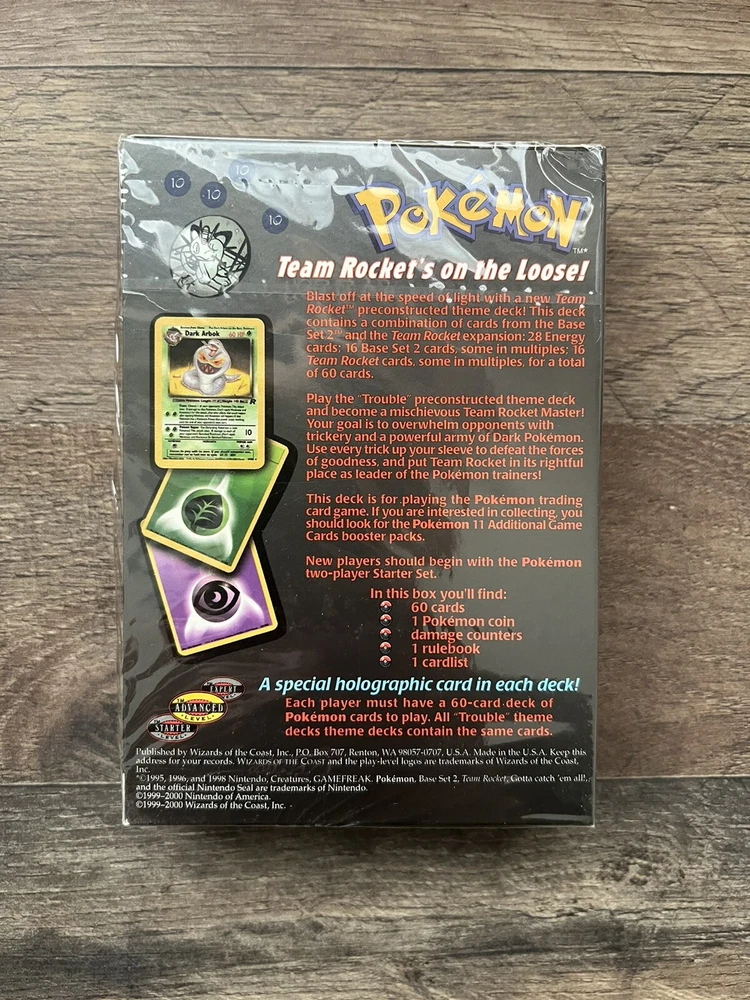 10
10
10
10
POKéMON
TM*
Team Rocket's on the Loose!
Blast off at the speed of light with a new Team
Rocket™ preconstructed theme deck! This deck
contains a combination of cards from the Base
Set 2™ and the Team Rocket expansion: 28 Energy
cards; 16 Base Set 2 cards, some in multiples; 16
Team Rocket cards, some in multiples, for a total
of 60 cards.
Dark Arbok 60 HP
10
Play the "Trouble" preconstructed theme deck
and become a mischievous Team Rocket Master!
Your goal is to overwhelm opponents with
trickery and a powerful army of Dark Pokémon.
Use every trick up your sleeve to defeat the forces
of goodness, and put Team Rocket in its rightful
place as leader of the Pokémon trainers!
This deck is for playing the Pokémon trading
card game. If you are interested in collecting, you
should look for the Pokémon 11 Additional Game
Cards booster packs.
New players should begin with the Pokémon
two-player Starter Set.
In this box you'll find:
60 cards
1 Pokémon coin
damage counters
1 rulebook
1 cardlist
A special holographic card in each deck!
EXPERT
The
ADVANCED
LEVEL
STARTER
LEVEL
Each player must have a 60-card deck of
Pokémon cards to play. All "Trouble" theme
decks theme decks contain the same cards.
Published by Wizards of the Coast, Inc., P.O. Box 707, Renton, WA 98057-0707, U.S.A. Made in the U.S.A. Keep this
address for your records. WIZARDS OF THE COAST and the play-level logos are trademarks of Wizards of the Coast,
Inc.
*©1995, 1996, and 1998 Nintendo, Creatures, GAMEFREAK. Pokémon, Base Set 2, Team Rocket, Gotta catch 'em all!,
and the official Nintendo Seal are trademarks of Nintendo.
©1999–2000 Nintendo of America.
©1999–2000 Wizards of the Coast, Inc.